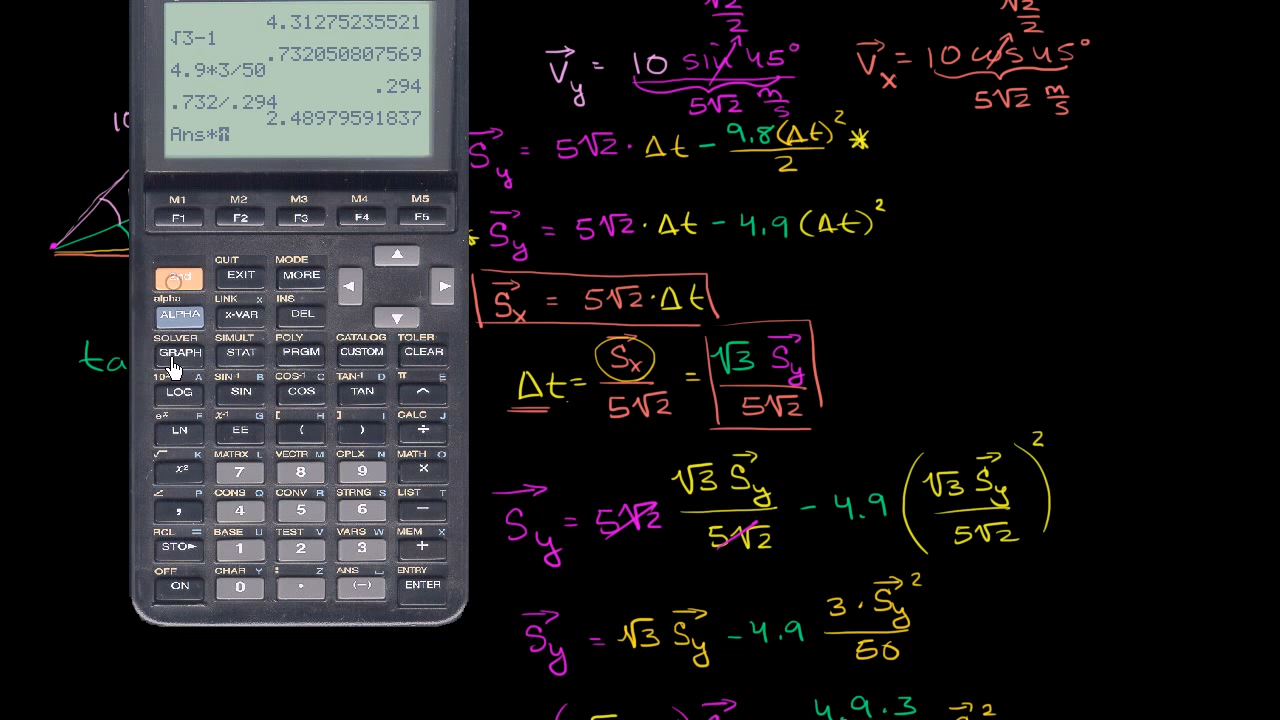 4.31275235521
√3-1
.732050807569
4.9*3/50
.294
.732/.294
2.48979591837
Ans*
M1 M2 M3 M4 M5
F1 F2 F3 F4 F5
QUIT MODE
EXIT MORE
alpha LINK x INS
ALPHA x-VAR DEL
SOLVER SIMULT POLY CATALOG TOLER
GRAPH STAT PRGM CUSTOM CLEAR
A SIN⁻¹ B COS⁻¹ C TAN⁻¹ D π E
LOG SIN COS TAN ^
eˣ F x⁻¹ G [ H ] I CALC J
LN EE ( ) ÷
√ K MATRX L VECTR M CPLX N MATH O
x² 7 8 9 ×
∠ P CONS Q CONV R STRNG S LIST T
, 4 5 6 −
RCL = BASE U TEST V VARS W MEM X
STO► 1 2 3 +
OFF CHAR Y : Z ANS ENTRY
ON 0 . (−) ENTER
ta
√2/2
V⃗y = 10 sin 45°
5√2 m/s
√2/2
V⃗x = 10 cos 45°
5√2 m/s
S⃗y = 5√2 · Δt − 9.8(Δt)²/2 *
S⃗y = 5√2 · Δt − 4.9 (Δt)²
S⃗x = 5√2 · Δt
Δt = S⃗x/5√2 = √3 S⃗y/5√2
S⃗y = 5√2 √3 S⃗y/5√2 − 4.9 (√3 S⃗y/5√2)²
S⃗y = √3 S⃗y − 4.9 3 · S⃗y²/50
4.9 · 3